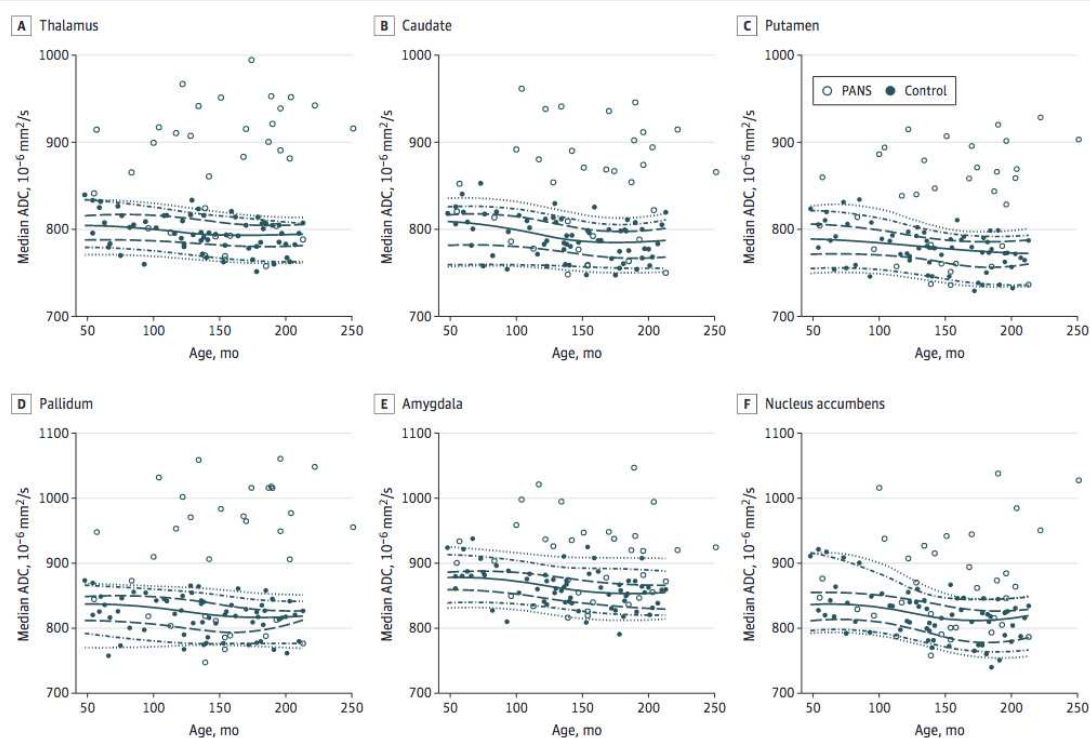 A Thalamus
1000
900
800
700
50 100 150 200 250
Median ADC, 10⁻⁶ mm²/s
Age, mo
B Caudate
1000
900
800
700
50 100 150 200 250
Median ADC, 10⁻⁶ mm²/s
Age, mo
C Putamen
PANS Control
1000
900
800
700
50 100 150 200 250
Median ADC, 10⁻⁶ mm²/s
Age, mo
D Pallidum
1100
1000
900
800
700
50 100 150 200 250
Median ADC, 10⁻⁶ mm²/s
Age, mo
E Amygdala
1100
1000
900
800
700
50 100 150 200 250
Median ADC, 10⁻⁶ mm²/s
Age, mo
F Nucleus accumbens
1100
1000
900
800
700
50 100 150 200 250
Median ADC, 10⁻⁶ mm²/s
Age, mo